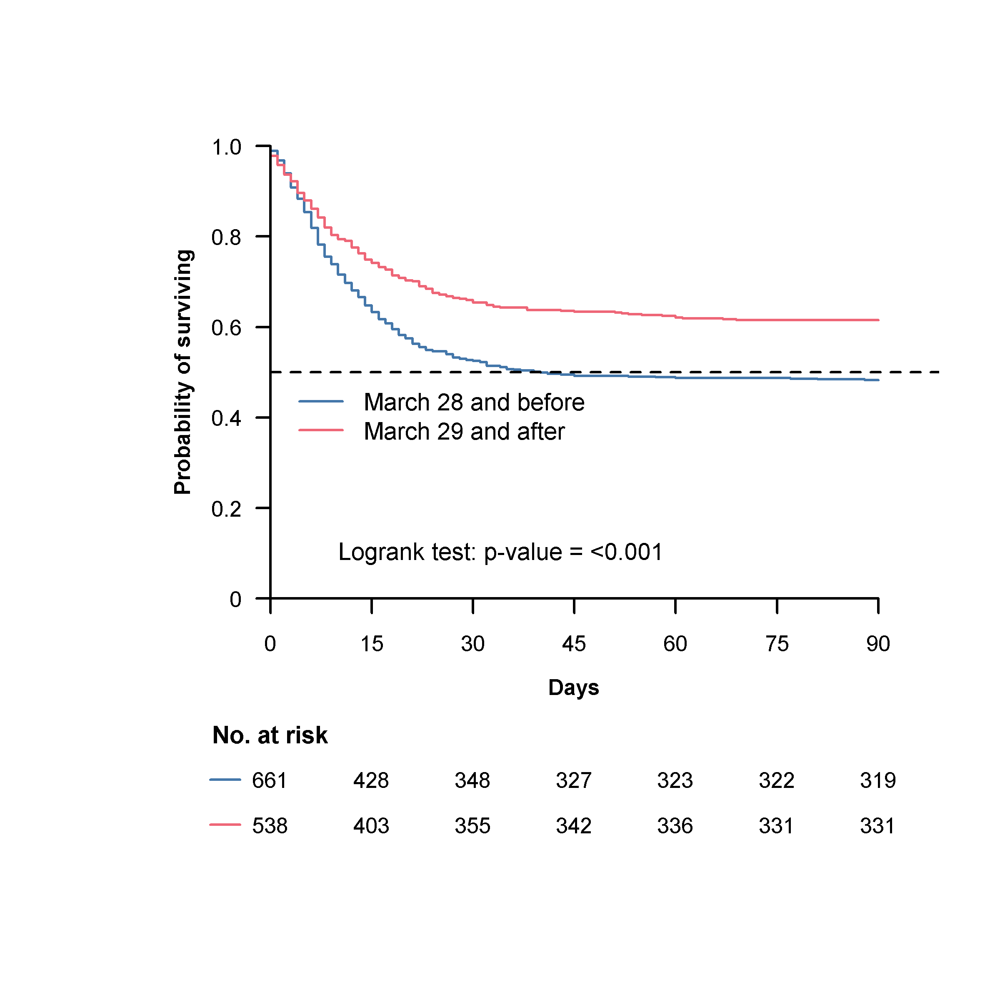 1.0
0.8
0.6
0.4
0.2
0
Probability of surviving
March 28 and before
March 29 and after
Logrank test: p-value = <0.001
0 15 30 45 60 75 90
Days
No. at risk
661 428 348 327 323 322 319
538 403 355 342 336 331 331